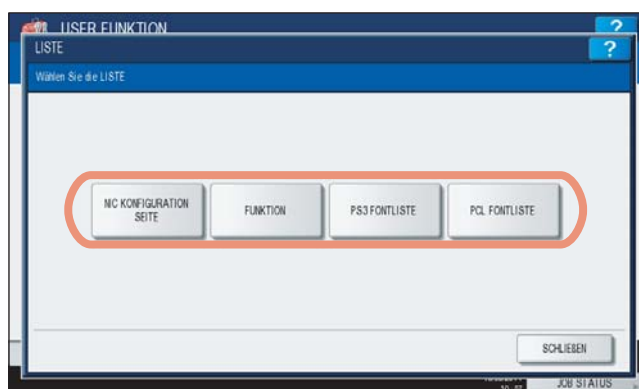 USER FUNKTION
?
LISTE
?
Wählen Sie die LISTE
NIC KONFIGURATION
SEITE
FUNKTION
PS3 FONTLISTE
PCL FONTLISTE
SCHLIEßEN
JOB STATUS